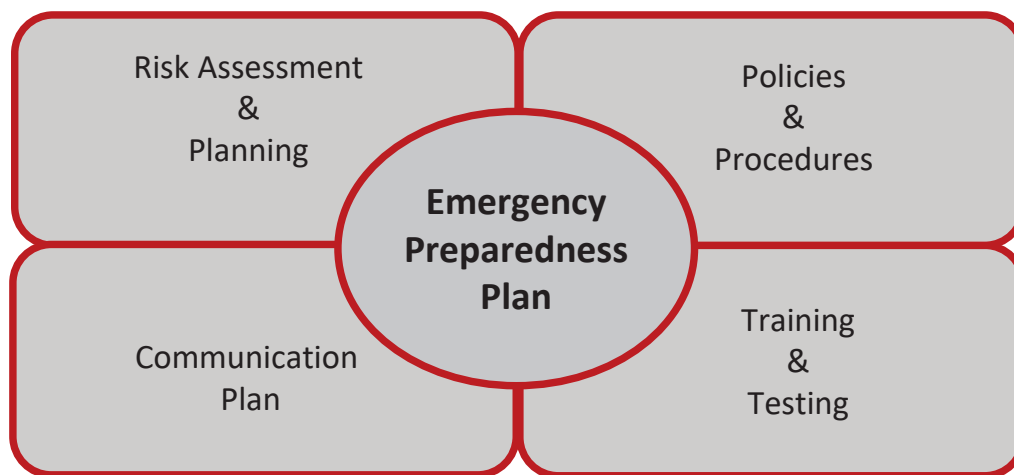 Risk Assessment
&
Planning
Policies
&
Procedures
Emergency
Preparedness
Plan
Communication
Plan
Training
&
Testing